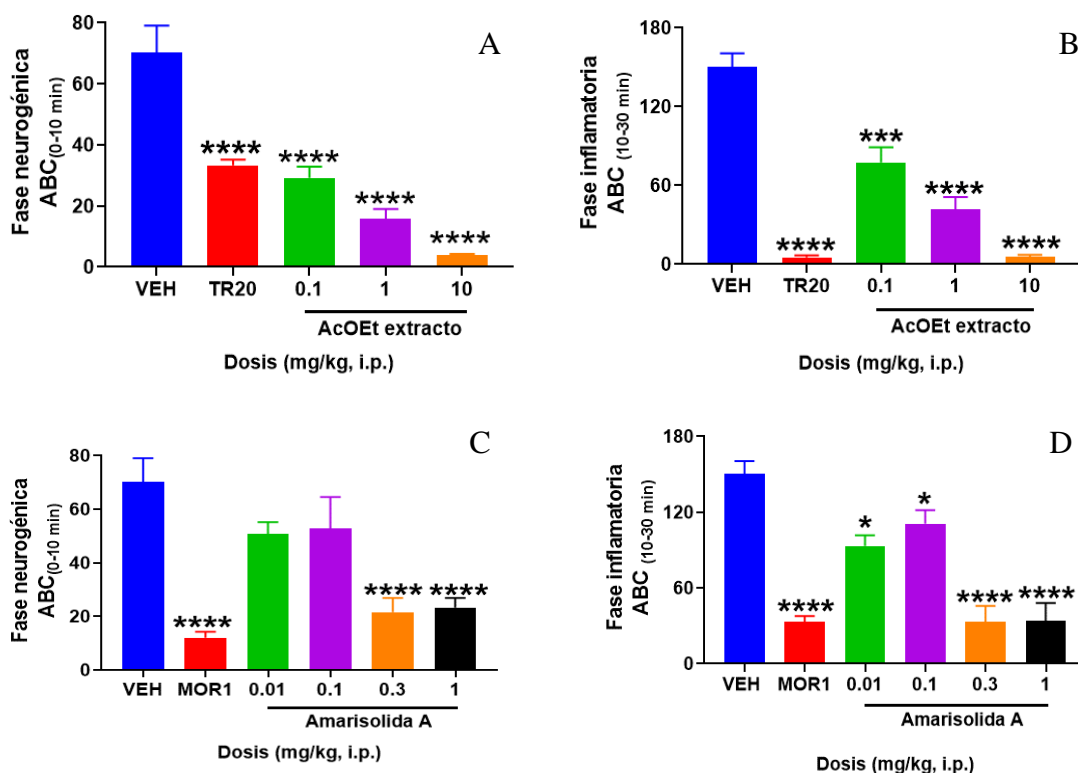 A
Fase neurogénica
ABC(0-10 min)
80
60
40
20
0
****
****
****
****
VEH
TR20
0.1
1
10
AcOEt extracto
Dosis (mg/kg, i.p.)
B
Fase inflamatoria
ABC (10-30 min)
180
120
60
0
****
***
****
****
VEH
TR20
0.1
1
10
AcOEt extracto
Dosis (mg/kg, i.p.)
C
Fase neurogénica
ABC(0-10 min)
80
60
40
20
0
****
****
****
VEH
MOR1
0.01
0.1
0.3
1
Amarisolida A
Dosis (mg/kg, i.p.)
D
Fase inflamatoria
ABC (10-30 min)
180
120
60
0
****
*
*
****
****
VEH
MOR1
0.01
0.1
0.3
1
Amarisolida A
Dosis (mg/kg, i.p.)